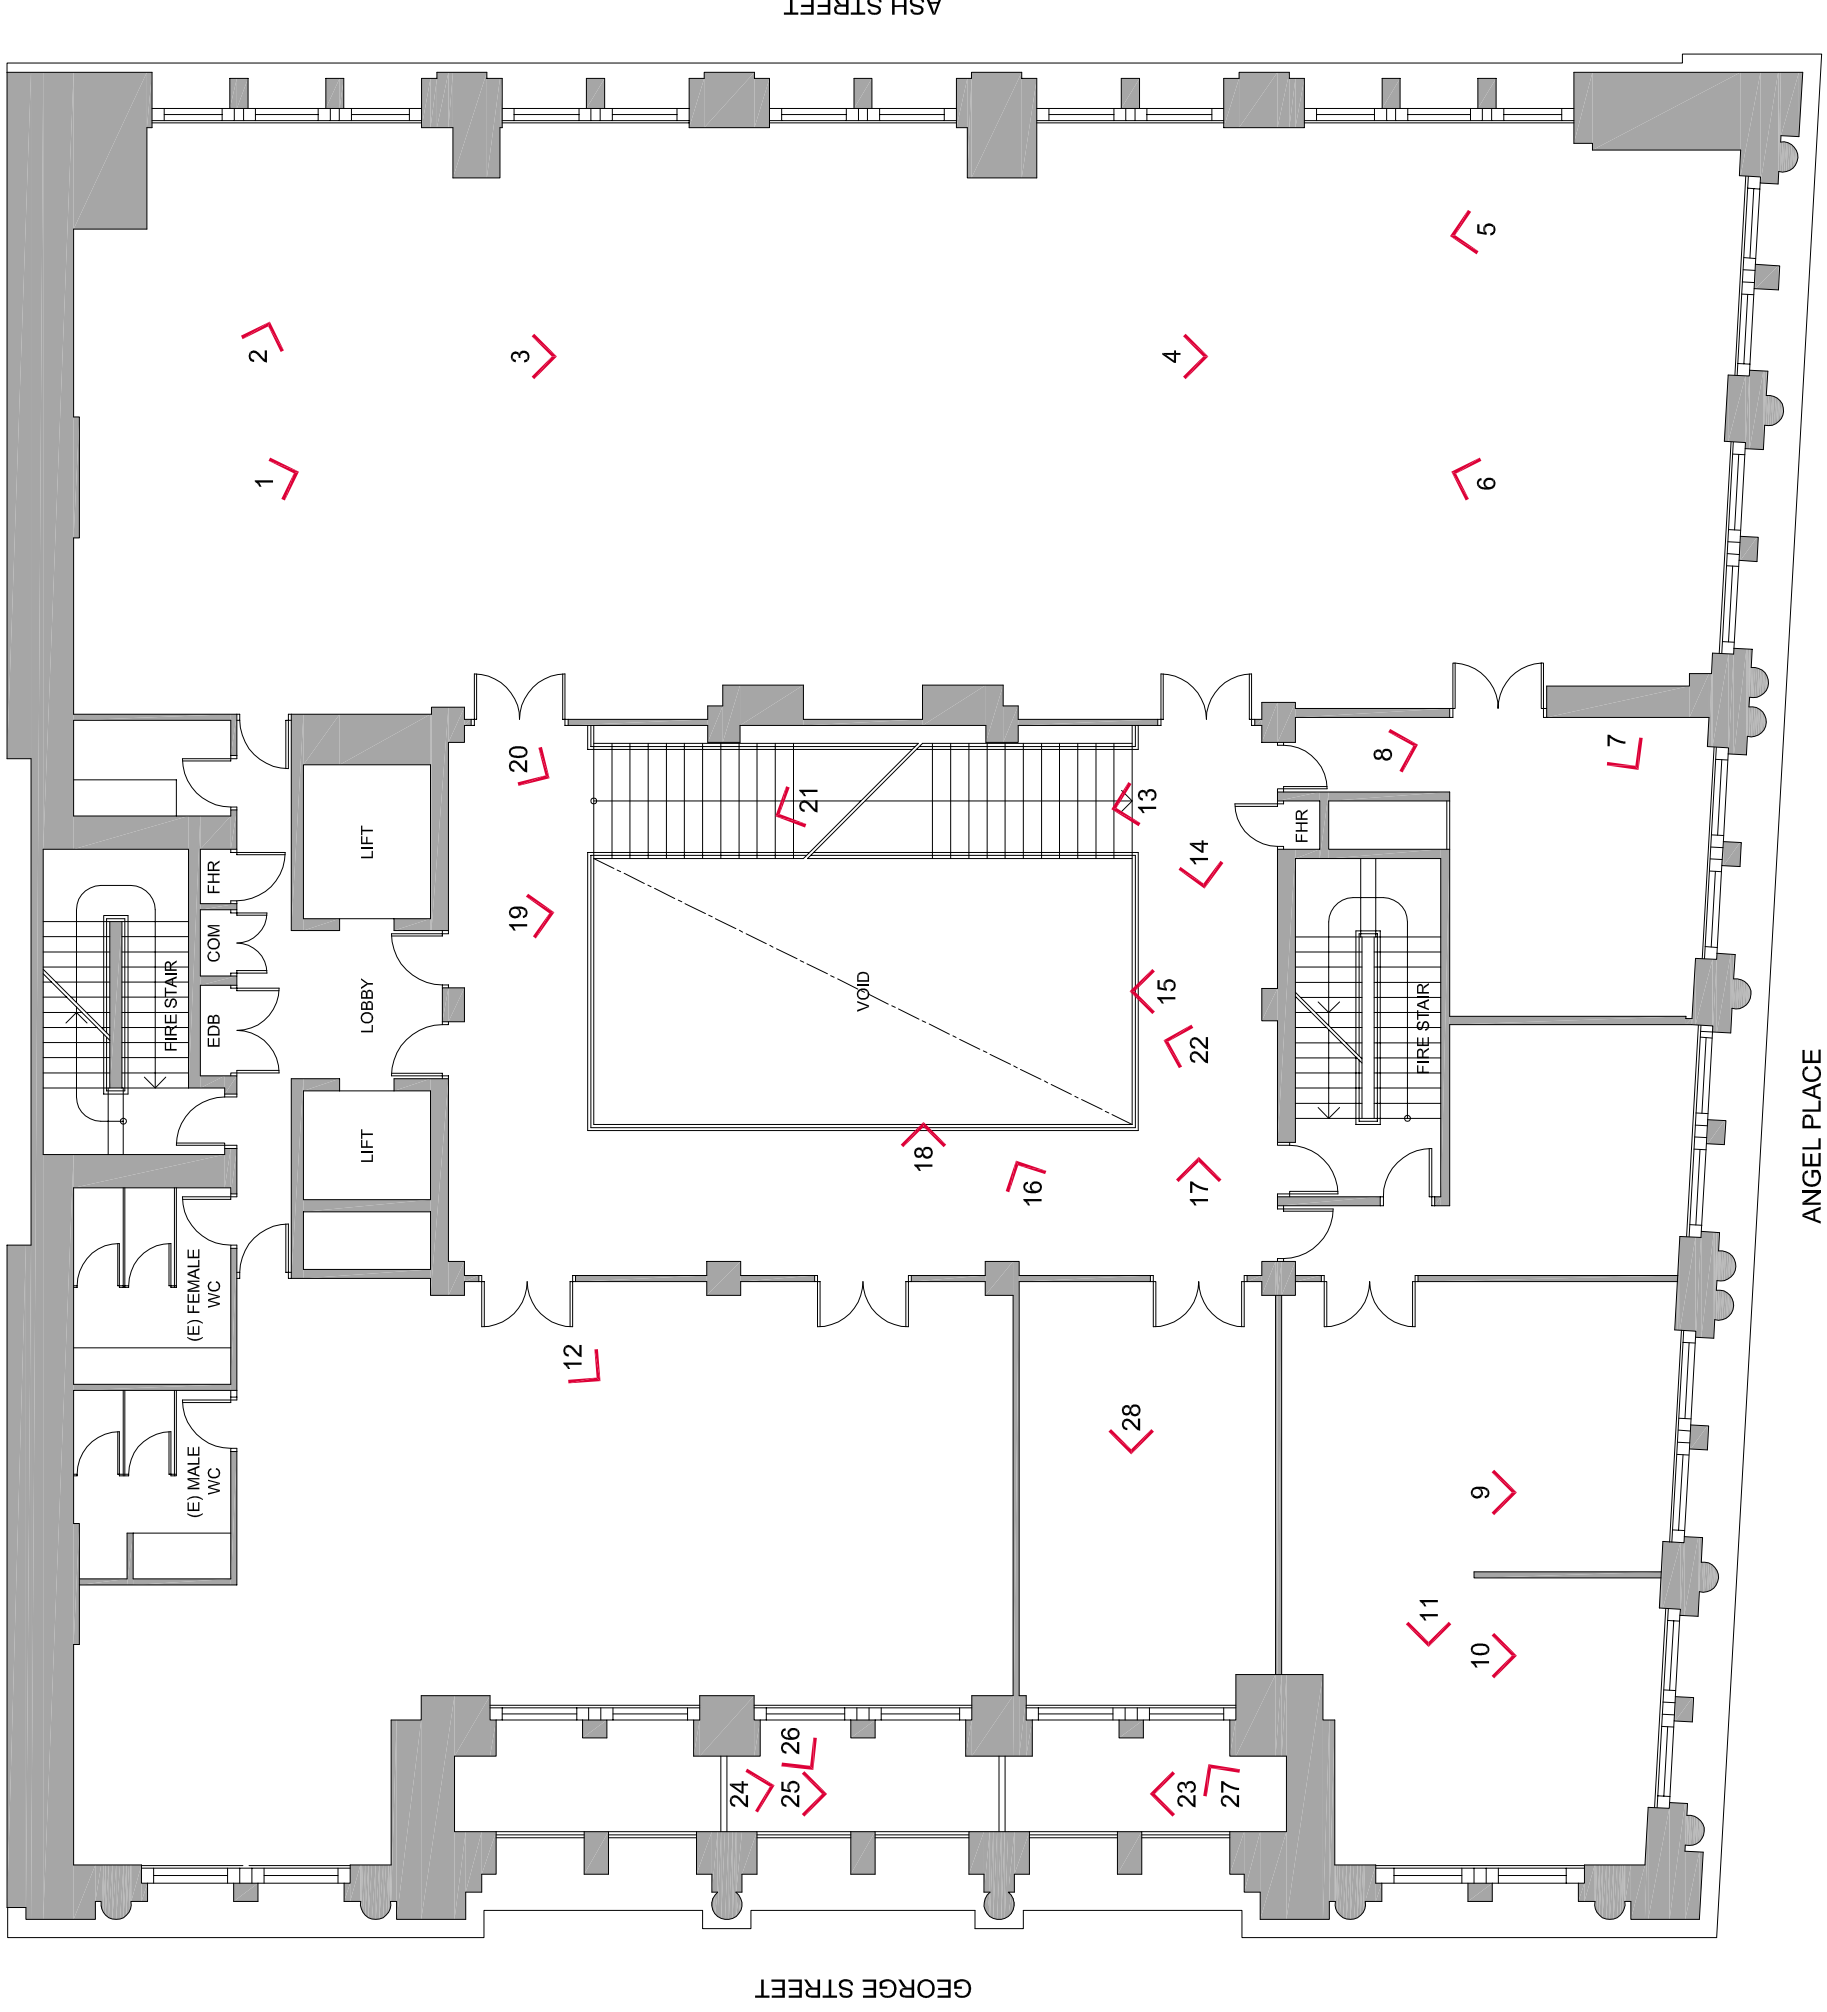 ASH STREET
2
3
4
5
1
6
20
21
13
8
7
LIFT
FHR
FHR
14
19
COM
EDB
FIRE STAIR
LOBBY
VOID
15
22
FIRE STAIR
LIFT
18
16
17
ANGEL PLACE
(E) FEMALE
WC
12
28
(E) MALE
WC
9
11
10
24
26
25
23
27
GEORGE STREET